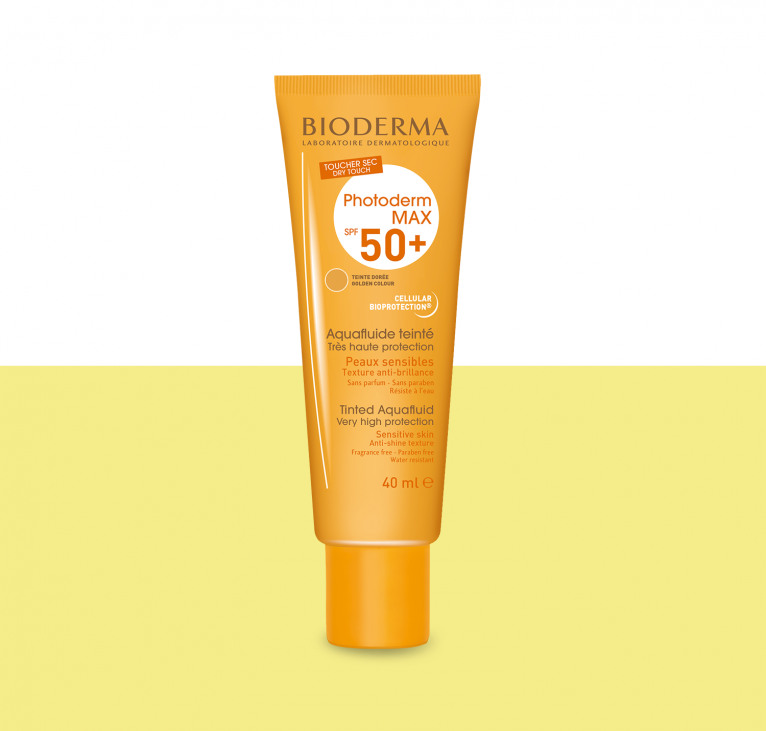 BIODERMA
LABORATOIRE DERMATOLOGIQUE
TOUCHER SEC
DRY TOUCH
Photoderm
MAX
SPF 50+
TEINTE DORÉE
GOLDEN COLOUR
CELLULAR
BIOPROTECTION®
Aquafluide teinté
Très haute protection
Peaux sensibles
Texture anti-brillance
Sans parfum - Sans paraben
Résiste à l'eau
Tinted Aquafluid
Very high protection
Sensitive skin
Anti-shine texture
Fragrance free - Paraben free
Water resistant
40 ml ℮